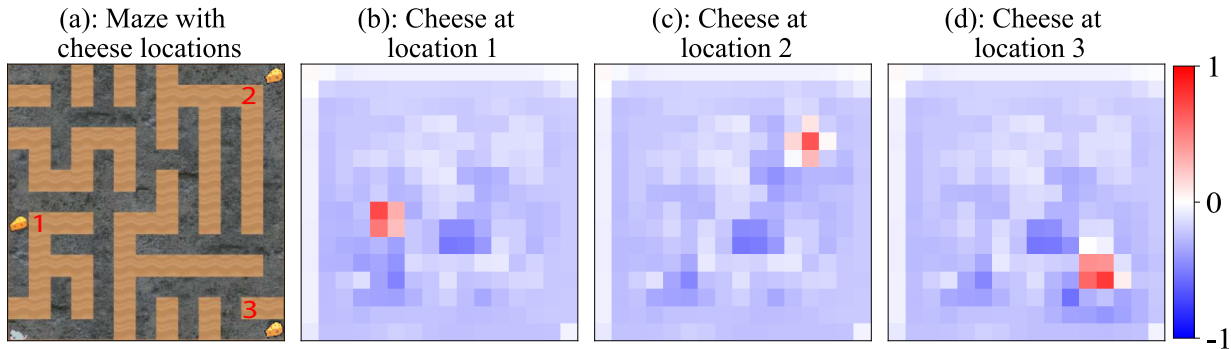 (a): Maze with
cheese locations
(b): Cheese at
location 1
(c): Cheese at
location 2
(d): Cheese at
location 3
1
2
3
1
0
-1